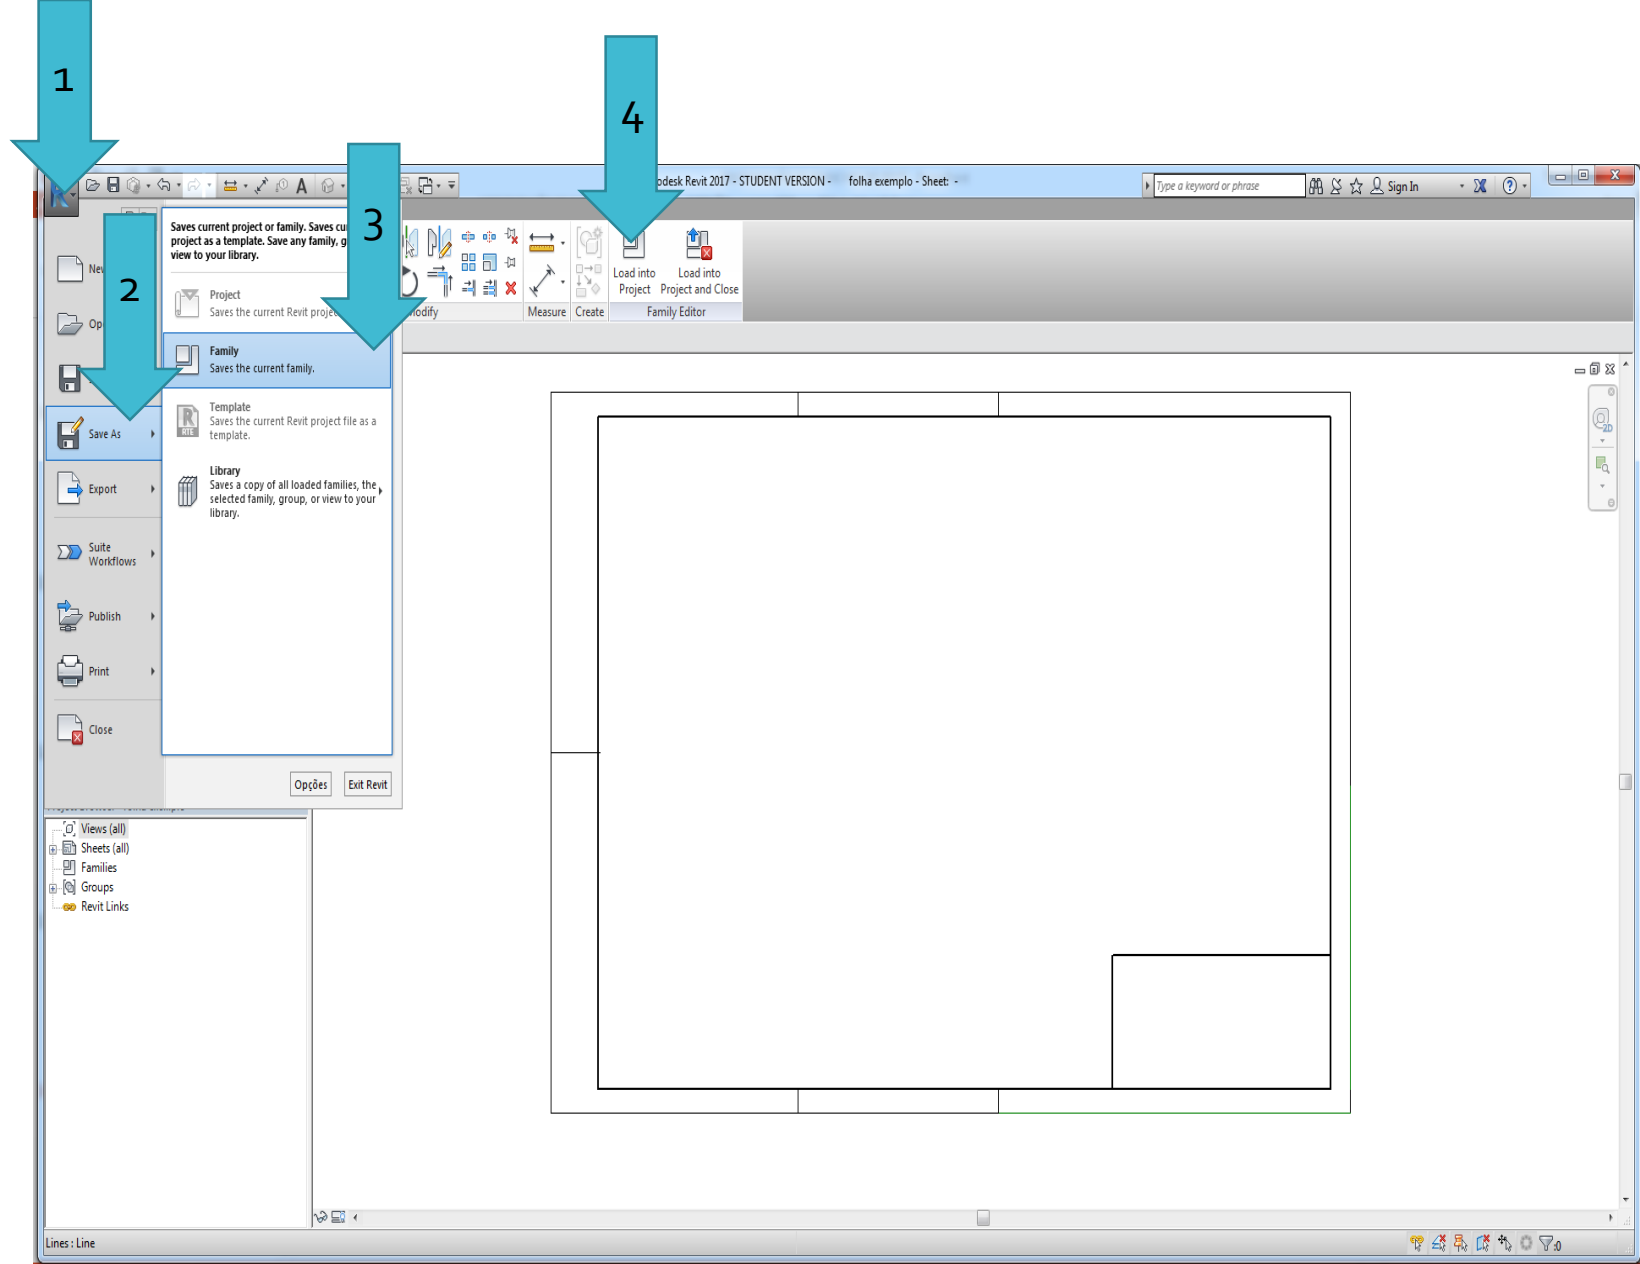 1
4
2
3
odesk Revit 2017 - STUDENT VERSION - folha exemplo - Sheet: -
Type a keyword or phrase
Sign In
Saves current project or family. Saves cu
project as a template. Save any family, g
view to your library.
New
Project
Saves the current Revit proje
Family
Saves the current family.
Template
Saves the current Revit project file as a
template.
Library
Saves a copy of all loaded families, the
selected family, group, or view to your
library.
Save As
Export
Suite
Workflows
Publish
Print
Close
Opções
Exit Revit
Load into
Project
Load into
Project and Close
Modify
Measure
Create
Family Editor
2D
Views (all)
Sheets (all)
Families
Groups
Revit Links
Lines : Line
:0